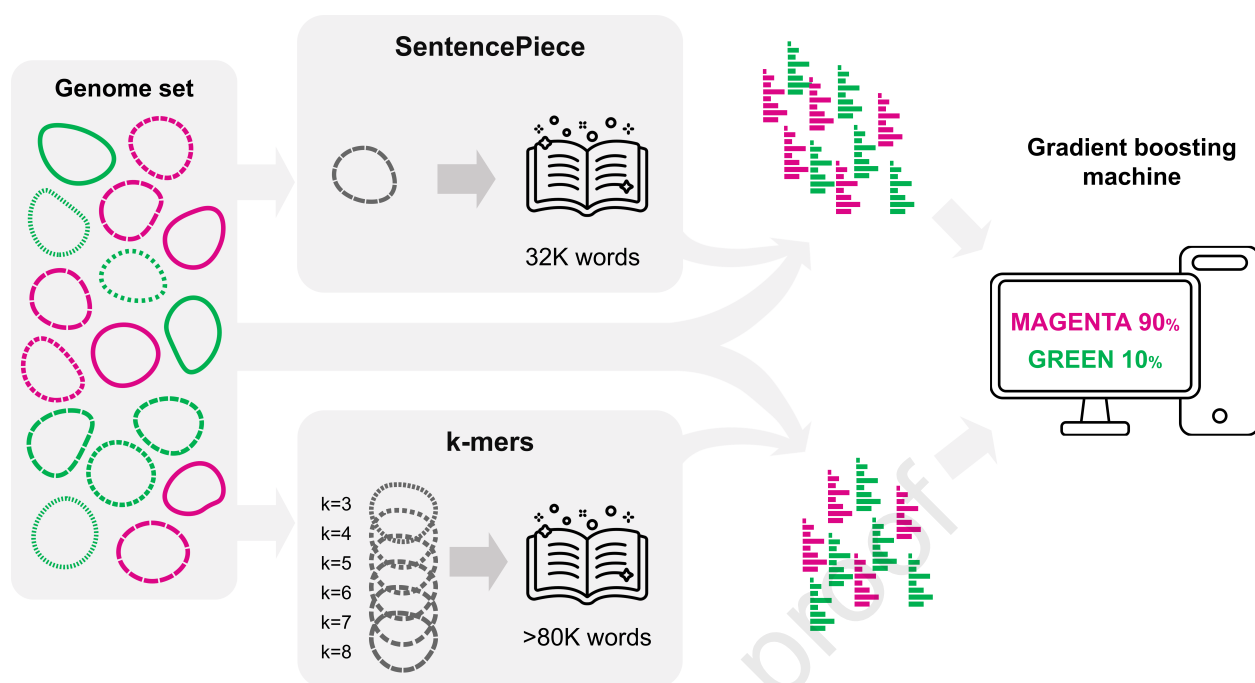 Genome set
SentencePiece
32K words
k-mers
k=3
k=4
k=5
k=6
k=7
k=8
>80K words
Gradient boosting
machine
MAGENTA 90%
GREEN 10%
proof